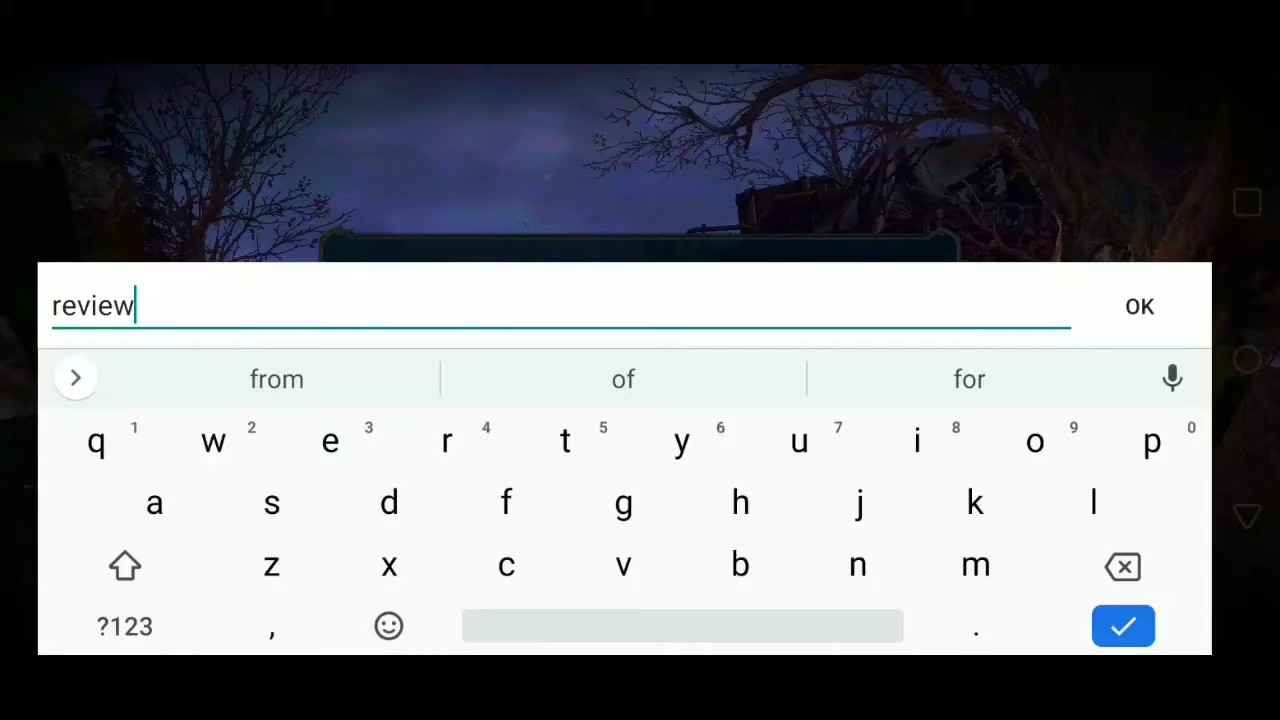 review
OK
from of for
q 1 w 2 e 3 r 4 t 5 y 6 u 7 i 8 o 9 p 0
a s d f g h j k l
z x c v b n m
?123 , .